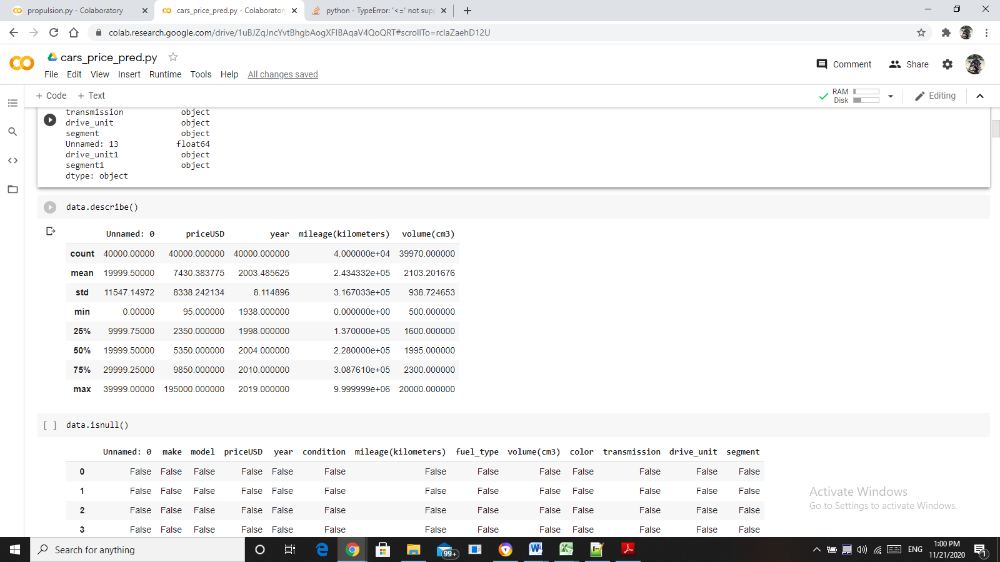 propulsion.py - Colaboratory
cars_price_pred.py - Colaboratory
python - TypeError: '<=' not supp
colab.research.google.com/drive/1uBJZqJncYvtBhgbAogXFIBAqaV4QoQRT#scrollTo=rclaZaehD12U
cars_price_pred.py
Comment
Share
File Edit View Insert Runtime Tools Help All changes saved
+ Code + Text
RAM
Disk
Editing
transmission object
drive_unit object
segment object
Unnamed: 13 float64
drive_unit1 object
segment1 object
dtype: object
data.describe()
Unnamed: 0 priceUSD year mileage(kilometers) volume(cm3)
count 40000.00000 40000.000000 40000.000000 4.000000e+04 39970.000000
mean 19999.50000 7430.383775 2003.485625 2.434332e+05 2103.201676
std 11547.14972 8338.242134 8.114896 3.167033e+05 938.724653
min 0.00000 95.000000 1938.000000 0.000000e+00 500.000000
25% 9999.75000 2350.000000 1998.000000 1.370000e+05 1600.000000
50% 19999.50000 5350.000000 2004.000000 2.280000e+05 1995.000000
75% 29999.25000 9850.000000 2010.000000 3.087610e+05 2300.000000
max 39999.00000 195000.000000 2019.000000 9.999999e+06 20000.000000
[ ] data.isnull()
Unnamed: 0 make model priceUSD year condition mileage(kilometers) fuel_type volume(cm3) color transmission drive_unit segment
0 False False False False False False False False False False False False False
1 False False False False False False False False False False False False False
2 False False False False False False False False False False False False False
3 False False False False False False False False False False False False False
Activate Windows
Go to Settings to activate Windows.
Search for anything
99+
ENG
1:00 PM
11/21/2020
1